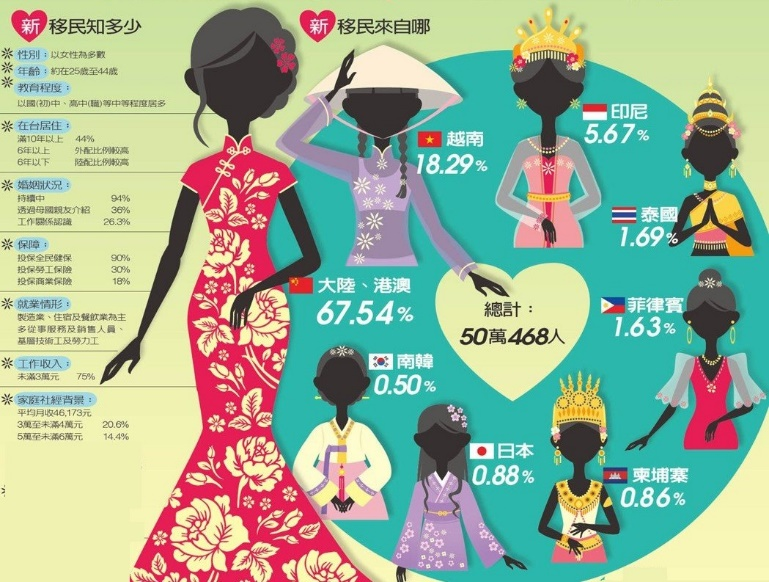 新移民知多少
性別：以女性為多數
年齡：約在25歲至44歲
教育程度：
以國(初)中、高中(職)等中等程度居多
在台居住：
滿10年以上 44%
6年以上 外配比例較高
6年以下 陸配比例較高
婚姻狀況：
持續中 94%
透過母國親友介紹 36%
工作關係認識 26.3%
保障：
投保全民健保 90%
投保勞工保險 30%
投保商業保險 18%
就業情形：
製造業、住宿及餐飲業為主
多從事服務及銷售人員、
基層技術工及勞力工
工作收入：
未滿3萬元 75%
家庭社經背景：
平均月收46,173元
3萬至未滿4萬元 20.6%
5萬至未滿6萬元 14.4%
新移民來自哪
越南
18.29%
印尼
5.67%
泰國
1.69%
大陸、港澳
67.54%
總計：
50萬468人
菲律賓
1.63%
南韓
0.50%
日本
0.88%
柬埔寨
0.86%